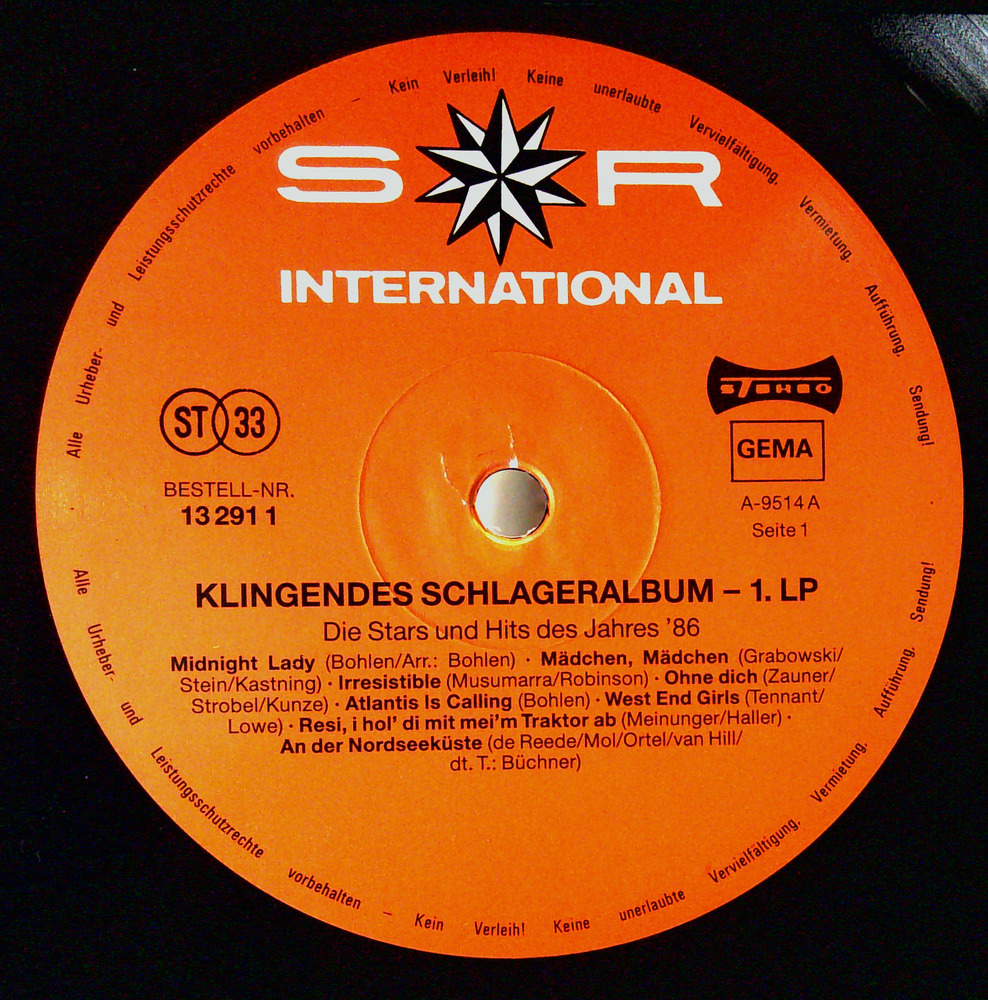 Alle Urheber- und Leistungsschutzrechte vorbehalten – Kein Verleih! Keine unerlaubte Vervielfältigung, Vermietung, Aufführung, Sendung!
S R
INTERNATIONAL
ST 33
STEREO
GEMA
BESTELL-NR.
13 291 1
A-9514 A
Seite 1
KLINGENDES SCHLAGERALBUM – 1. LP
Die Stars und Hits des Jahres ’86
Midnight Lady (Bohlen/Arr.: Bohlen) · Mädchen, Mädchen (Grabowski/
Stein/Kastning) · Irresistible (Musumarra/Robinson) · Ohne dich (Zauner/
Strobel/Kunze) · Atlantis Is Calling (Bohlen) · West End Girls (Tennant/
Lowe) · Resi, i hol’ di mit mei’m Traktor ab (Meinunger/Haller) ·
An der Nordseeküste (de Reede/Mol/Ortel/van Hill/
dt. T.: Büchner)
Alle Urheber- und Leistungsschutzrechte vorbehalten – Kein Verleih! Keine unerlaubte Vervielfältigung, Vermietung, Aufführung, Sendung!